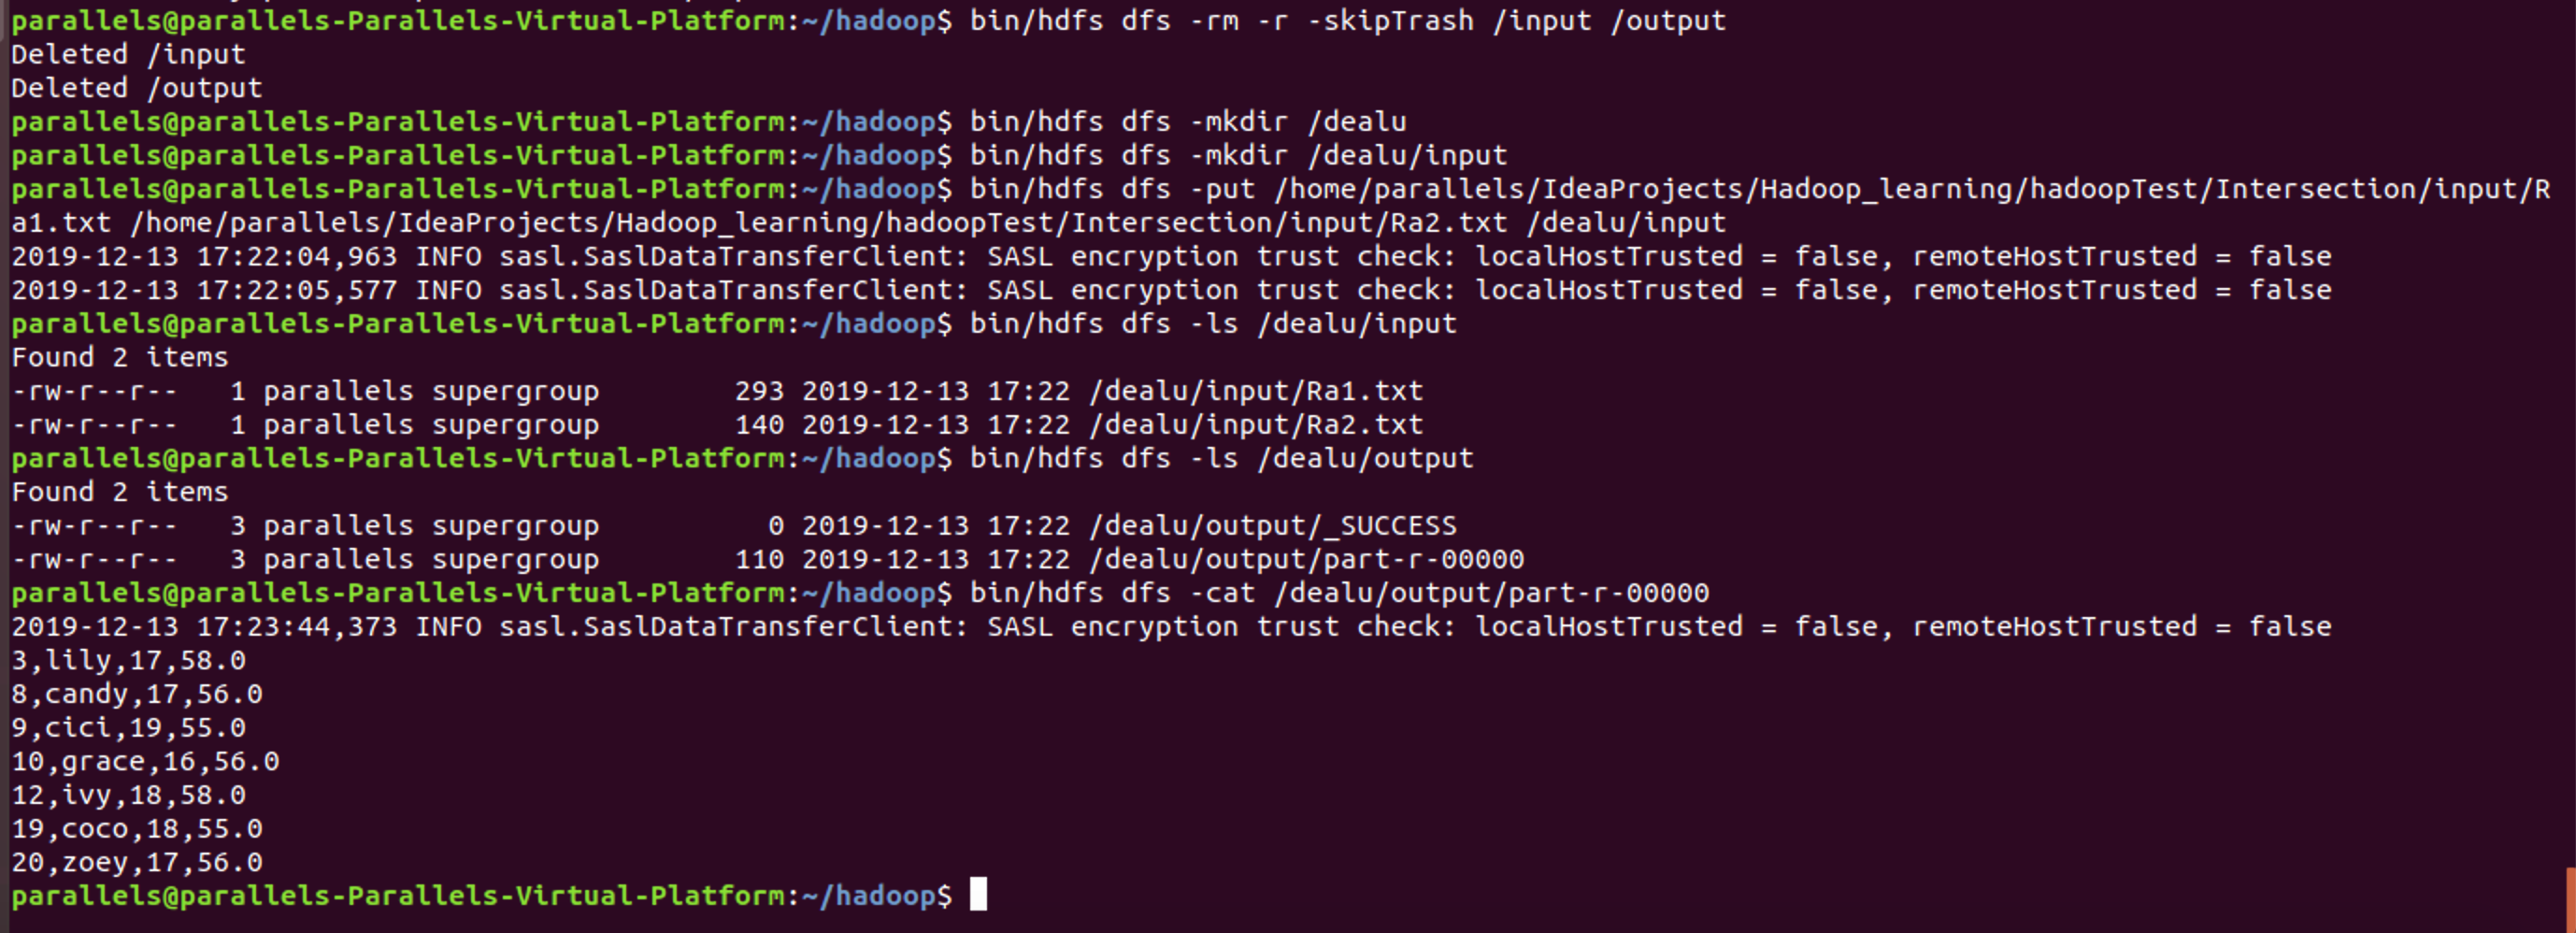 parallels@parallels-Parallels-Virtual-Platform:~/hadoop$ bin/hdfs dfs -rm -r -skipTrash /input /output
Deleted /input
Deleted /output
parallels@parallels-Parallels-Virtual-Platform:~/hadoop$ bin/hdfs dfs -mkdir /dealu
parallels@parallels-Parallels-Virtual-Platform:~/hadoop$ bin/hdfs dfs -mkdir /dealu/input
parallels@parallels-Parallels-Virtual-Platform:~/hadoop$ bin/hdfs dfs -put /home/parallels/IdeaProjects/Hadoop_learning/hadoopTest/Intersection/input/R
a1.txt /home/parallels/IdeaProjects/Hadoop_learning/hadoopTest/Intersection/input/Ra2.txt /dealu/input
2019-12-13 17:22:04,963 INFO sasl.SaslDataTransferClient: SASL encryption trust check: localHostTrusted = false, remoteHostTrusted = false
2019-12-13 17:22:05,577 INFO sasl.SaslDataTransferClient: SASL encryption trust check: localHostTrusted = false, remoteHostTrusted = false
parallels@parallels-Parallels-Virtual-Platform:~/hadoop$ bin/hdfs dfs -ls /dealu/input
Found 2 items
-rw-r--r--   1 parallels supergroup        293 2019-12-13 17:22 /dealu/input/Ra1.txt
-rw-r--r--   1 parallels supergroup        140 2019-12-13 17:22 /dealu/input/Ra2.txt
parallels@parallels-Parallels-Virtual-Platform:~/hadoop$ bin/hdfs dfs -ls /dealu/output
Found 2 items
-rw-r--r--   3 parallels supergroup          0 2019-12-13 17:22 /dealu/output/_SUCCESS
-rw-r--r--   3 parallels supergroup        110 2019-12-13 17:22 /dealu/output/part-r-00000
parallels@parallels-Parallels-Virtual-Platform:~/hadoop$ bin/hdfs dfs -cat /dealu/output/part-r-00000
2019-12-13 17:23:44,373 INFO sasl.SaslDataTransferClient: SASL encryption trust check: localHostTrusted = false, remoteHostTrusted = false
3,lily,17,58.0
8,candy,17,56.0
9,cici,19,55.0
10,grace,16,56.0
12,ivy,18,58.0
19,coco,18,55.0
20,zoey,17,56.0
parallels@parallels-Parallels-Virtual-Platform:~/hadoop$